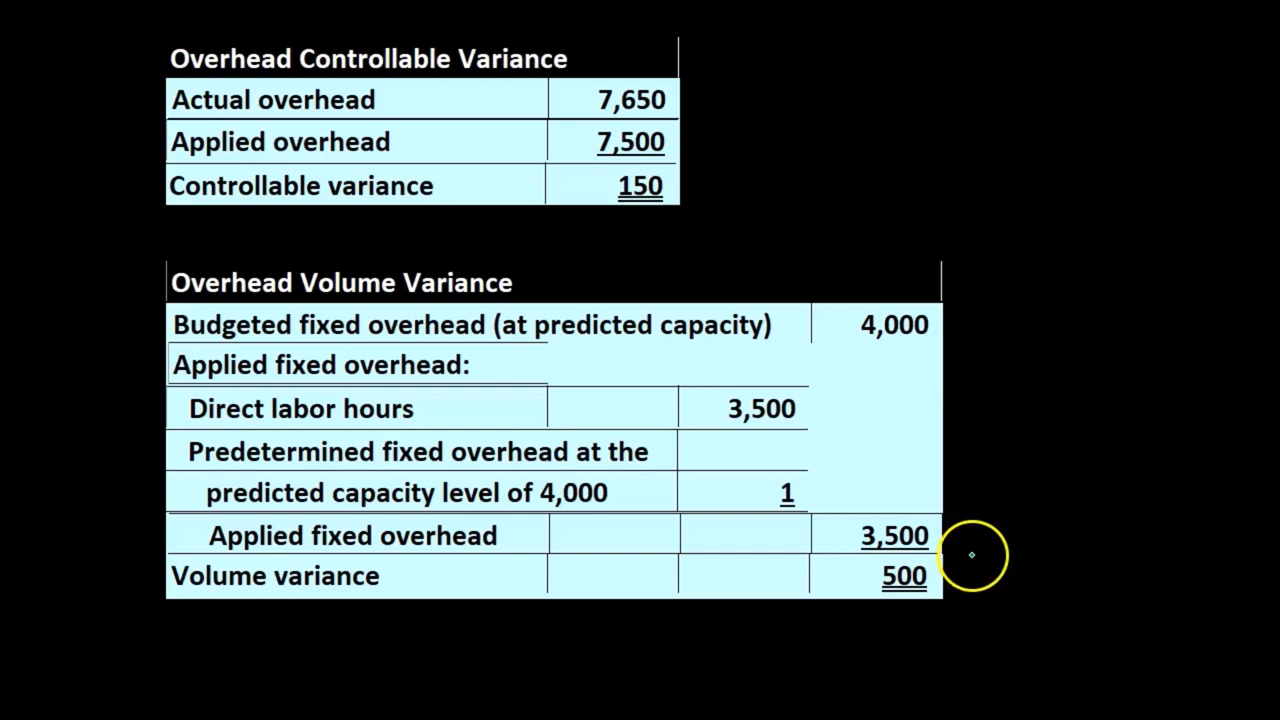 Overhead Controllable Variance
Actual overhead 7,650
Applied overhead 7,500
Controllable variance 150
Overhead Volume Variance
Budgeted fixed overhead (at predicted capacity) 4,000
Applied fixed overhead:
Direct labor hours 3,500
Predetermined fixed overhead at the
predicted capacity level of 4,000 1
Applied fixed overhead 3,500
Volume variance 500